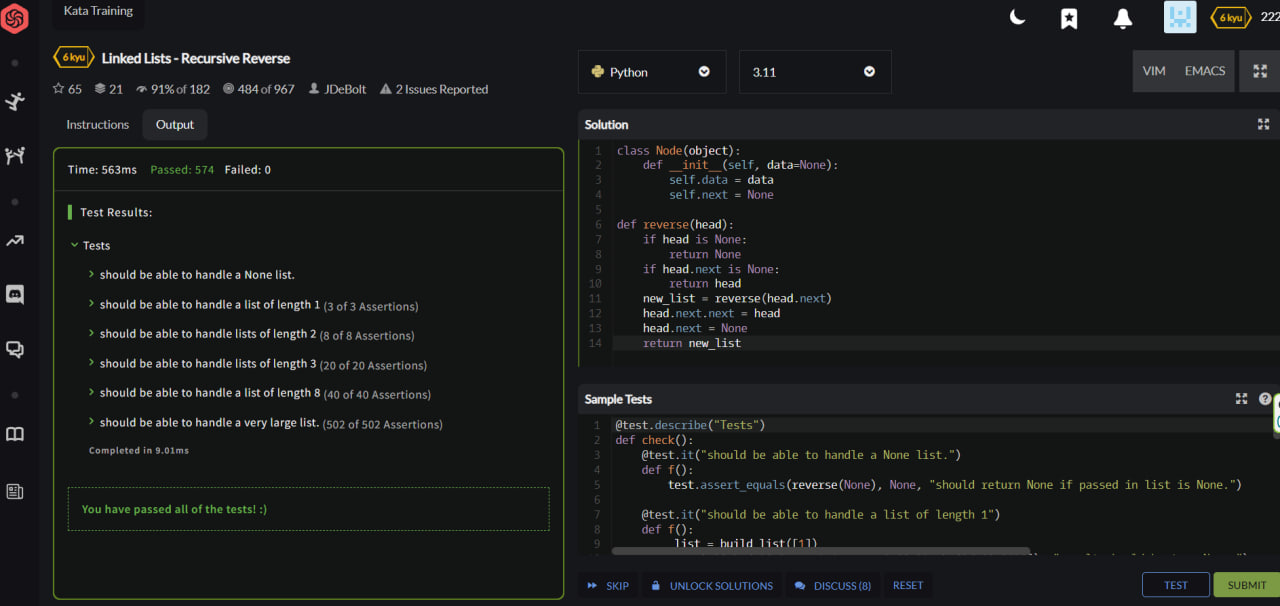 Kata Training
6 kyu
222
6 kyu Linked Lists - Recursive Reverse
65 21 91% of 182 484 of 967 JDeBolt 2 Issues Reported
Instructions Output
Time: 563ms Passed: 574 Failed: 0
Test Results:
Tests
should be able to handle a None list.
should be able to handle a list of length 1 (3 of 3 Assertions)
should be able to handle lists of length 2 (8 of 8 Assertions)
should be able to handle lists of length 3 (20 of 20 Assertions)
should be able to handle a list of length 8 (40 of 40 Assertions)
should be able to handle a very large list. (502 of 502 Assertions)
Completed in 9.01ms
You have passed all of the tests! :)
Python 3.11 VIM EMACS
Solution
1 class Node(object):
2     def __init__(self, data=None):
3         self.data = data
4         self.next = None
5
6 def reverse(head):
7     if head is None:
8         return None
9     if head.next is None:
10         return head
11     new_list = reverse(head.next)
12     head.next.next = head
13     head.next = None
14     return new_list
Sample Tests
1 @test.describe("Tests")
2 def check():
3     @test.it("should be able to handle a None list.")
4     def f():
5         test.assert_equals(reverse(None), None, "should return None if passed in list is None.")
6
7     @test.it("should be able to handle a list of length 1")
8     def f():
9         list = build_list([1])
SKIP UNLOCK SOLUTIONS DISCUSS (8) RESET TEST SUBMIT